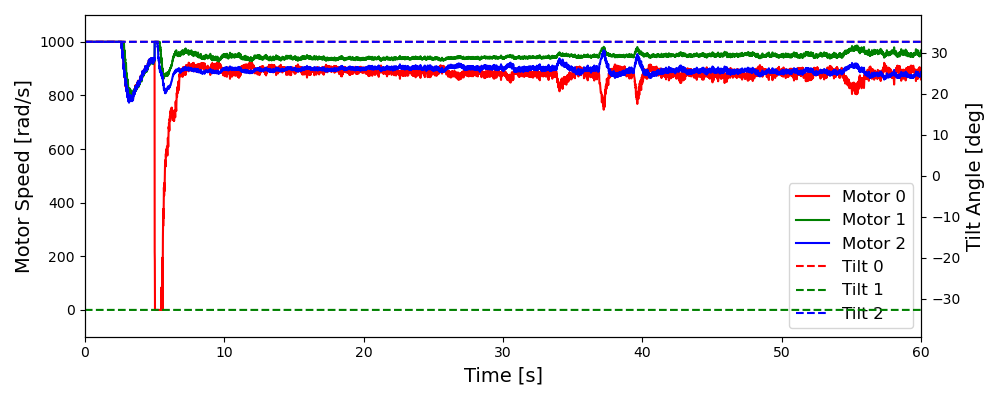 Motor Speed [rad/s]
1000
800
600
400
200
0
30
20
10
0
−10
−20
−30
Tilt Angle [deg]
Motor 0
Motor 1
Motor 2
Tilt 0
Tilt 1
Tilt 2
0
10
20
30
40
50
60
Time [s]